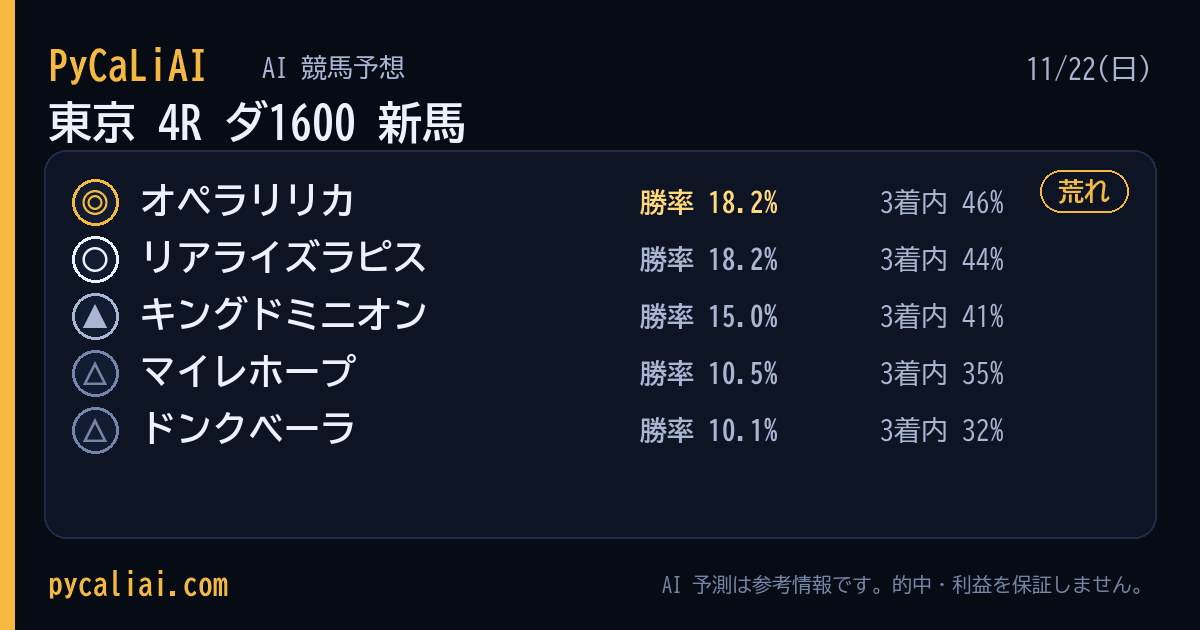 PyCaLiAI AI 競馬予想 11/22(日)
東京 4R ダ1600 新馬
◎ オペラリリカ 勝率 18.2% 3着内 46% 荒れ
○ リアライズラピス 勝率 18.2% 3着内 44%
▲ キングドミニオン 勝率 15.0% 3着内 41%
△ マイレホープ 勝率 10.5% 3着内 35%
△ ドンクベーラ 勝率 10.1% 3着内 32%
pycaliai.com AI 予測は参考情報です。的中・利益を保証しません。